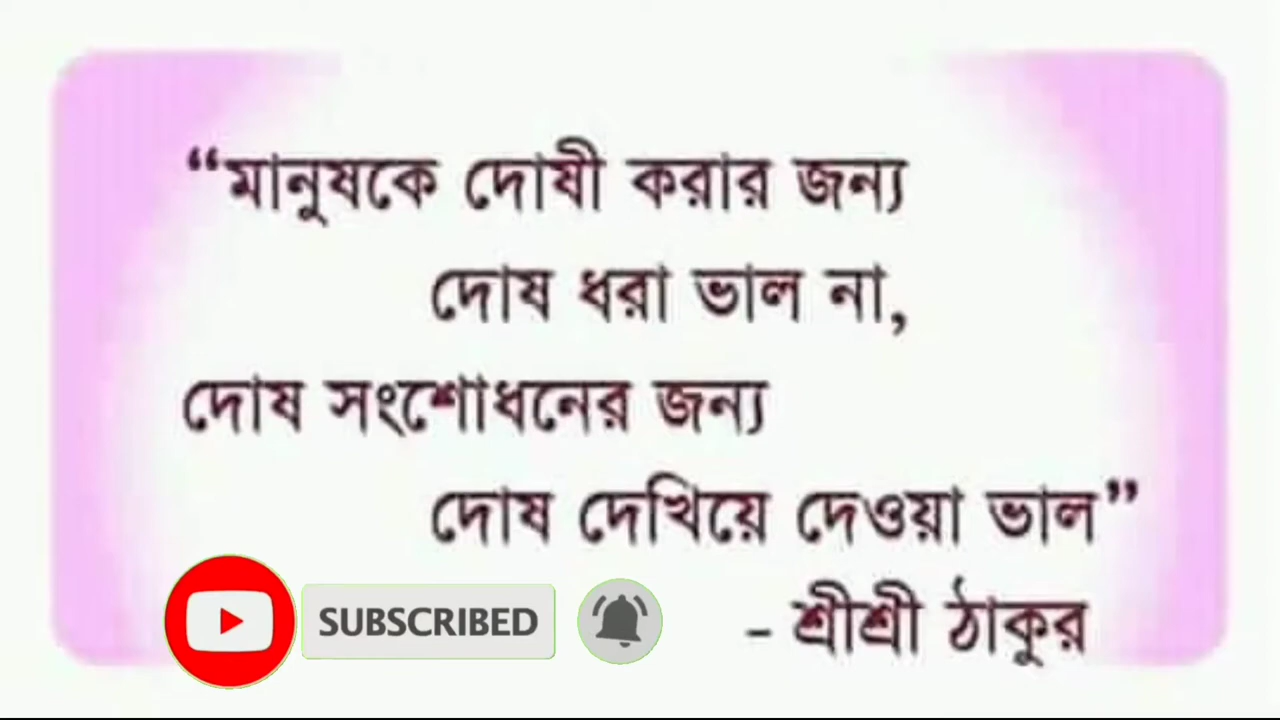 “মানুষকে দোষী করার জন্য
দোষ ধরা ভাল না,
দোষ সংশোধনের জন্য
দোষ দেখিয়ে দেওয়া ভাল”
- শ্রীশ্রী ঠাকুর
SUBSCRIBED